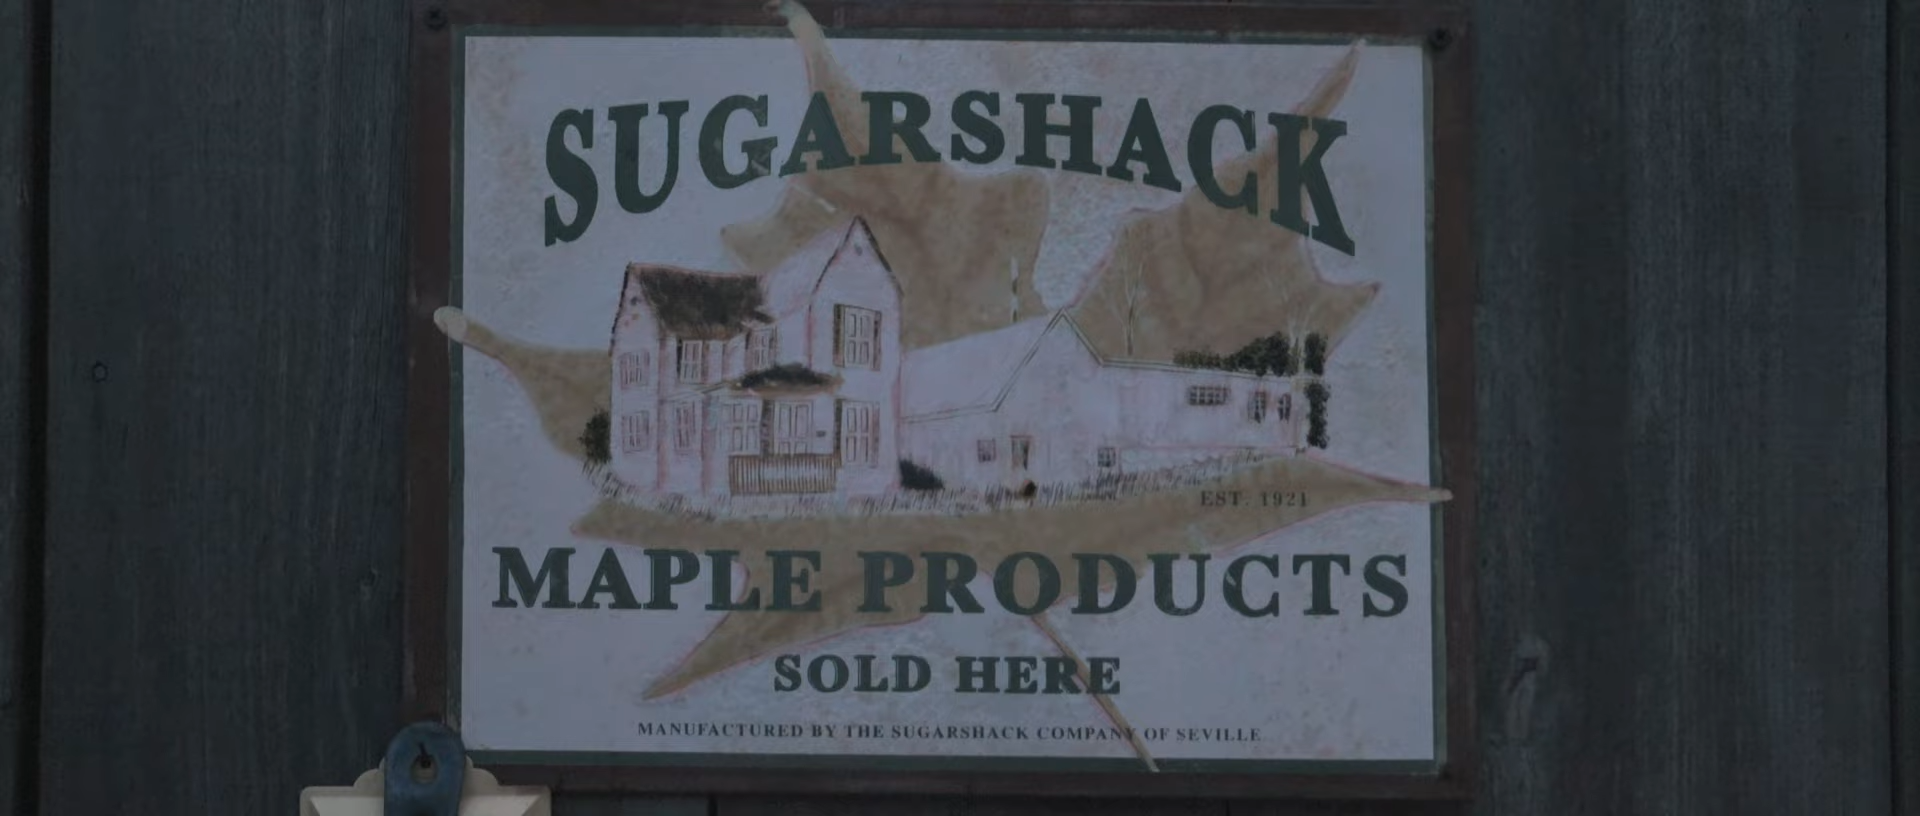 SUGARSHACK
EST. 1921
MAPLE PRODUCTS
SOLD HERE
MANUFACTURED BY THE SUGARSHACK COMPANY OF SEVILLE